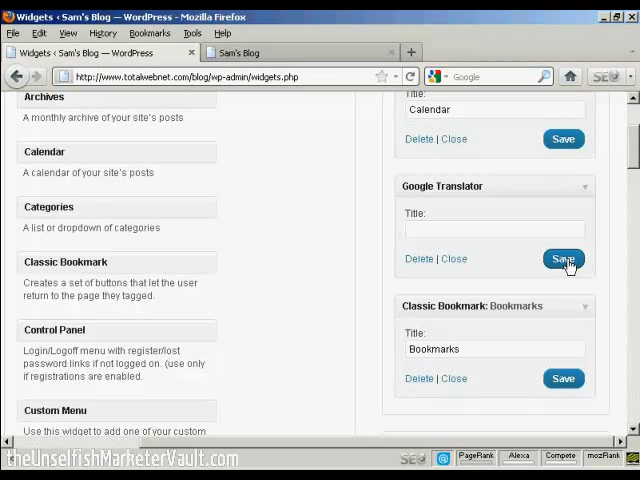 Widgets ‹ Sam's Blog — WordPress - Mozilla Firefox
File Edit View History Bookmarks Tools Help
Widgets ‹ Sam's Blog — WordPress
Sam's Blog
http://www.totalwebnet.com/blog/wp-admin/widgets.php
Google
SEO
Archives
A monthly archive of your site's posts
Calendar
A calendar of your site's posts
Categories
A list or dropdown of categories
Classic Bookmark
Creates a set of buttons that let the user
return to the page they tagged.
Control Panel
Login/Logoff menu with register/lost
password links if not logged on. (use only
if registrations are enabled.
Custom Menu
Use this widget to add one of your custom
Title:
Calendar
Delete | Close
Save
Google Translator
Title:
Delete | Close
Save
Classic Bookmark: Bookmarks
Title:
Bookmarks
Delete | Close
Save
theUnselfishMarketerVault.com
SEO
PageRank
Alexa
Compete
mozRank